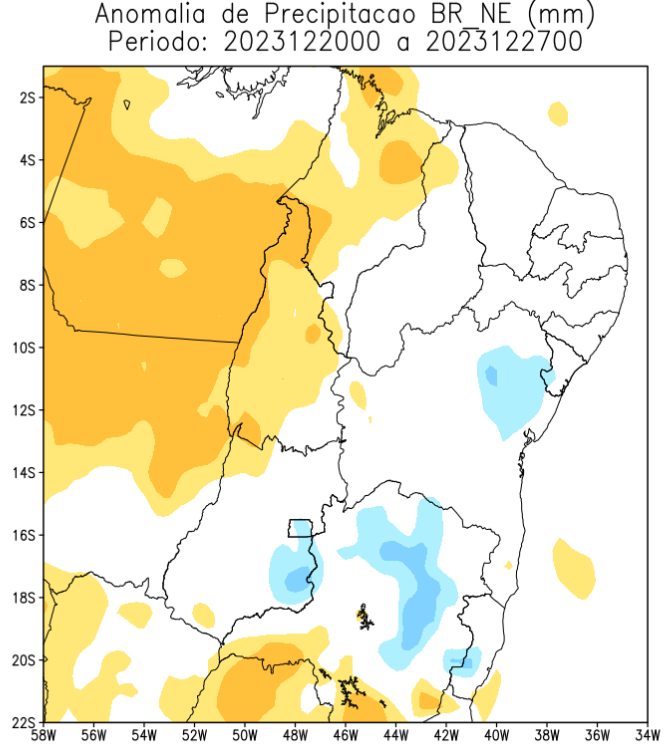 Anomalia de Precipitacao BR_NE (mm)
Periodo: 2023122000 a 2023122700
2S
4S
6S
8S
10S
12S
14S
16S
18S
20S
22S
58W 56W 54W 52W 50W 48W 46W 44W 42W 40W 38W 36W 34W